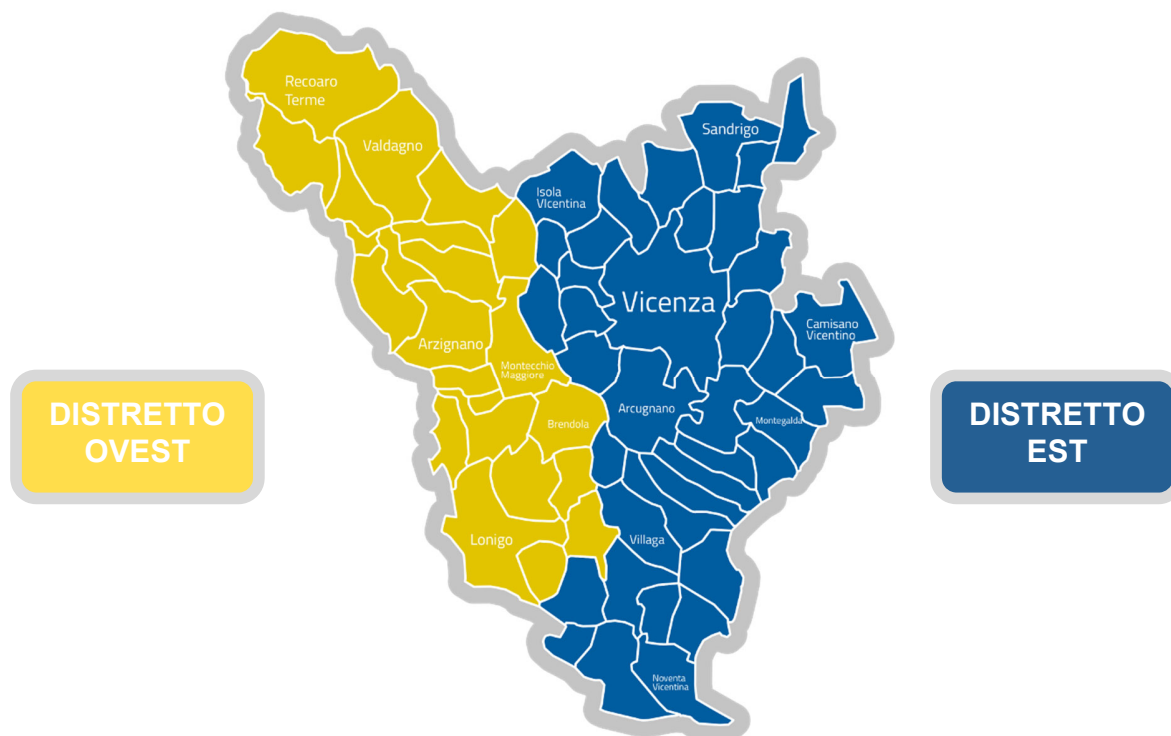 Recoaro
Terme
Valdagno
Sandrigo
Isola
VIcentina
Vicenza
Camisano
Vicentino
Arzignano
Montecchio
Maggiore
DISTRETTO
OVEST
Brendola
Arcugnano
Montegalda
DISTRETTO
EST
Lonigo
Villaga
Noventa
Vicentina